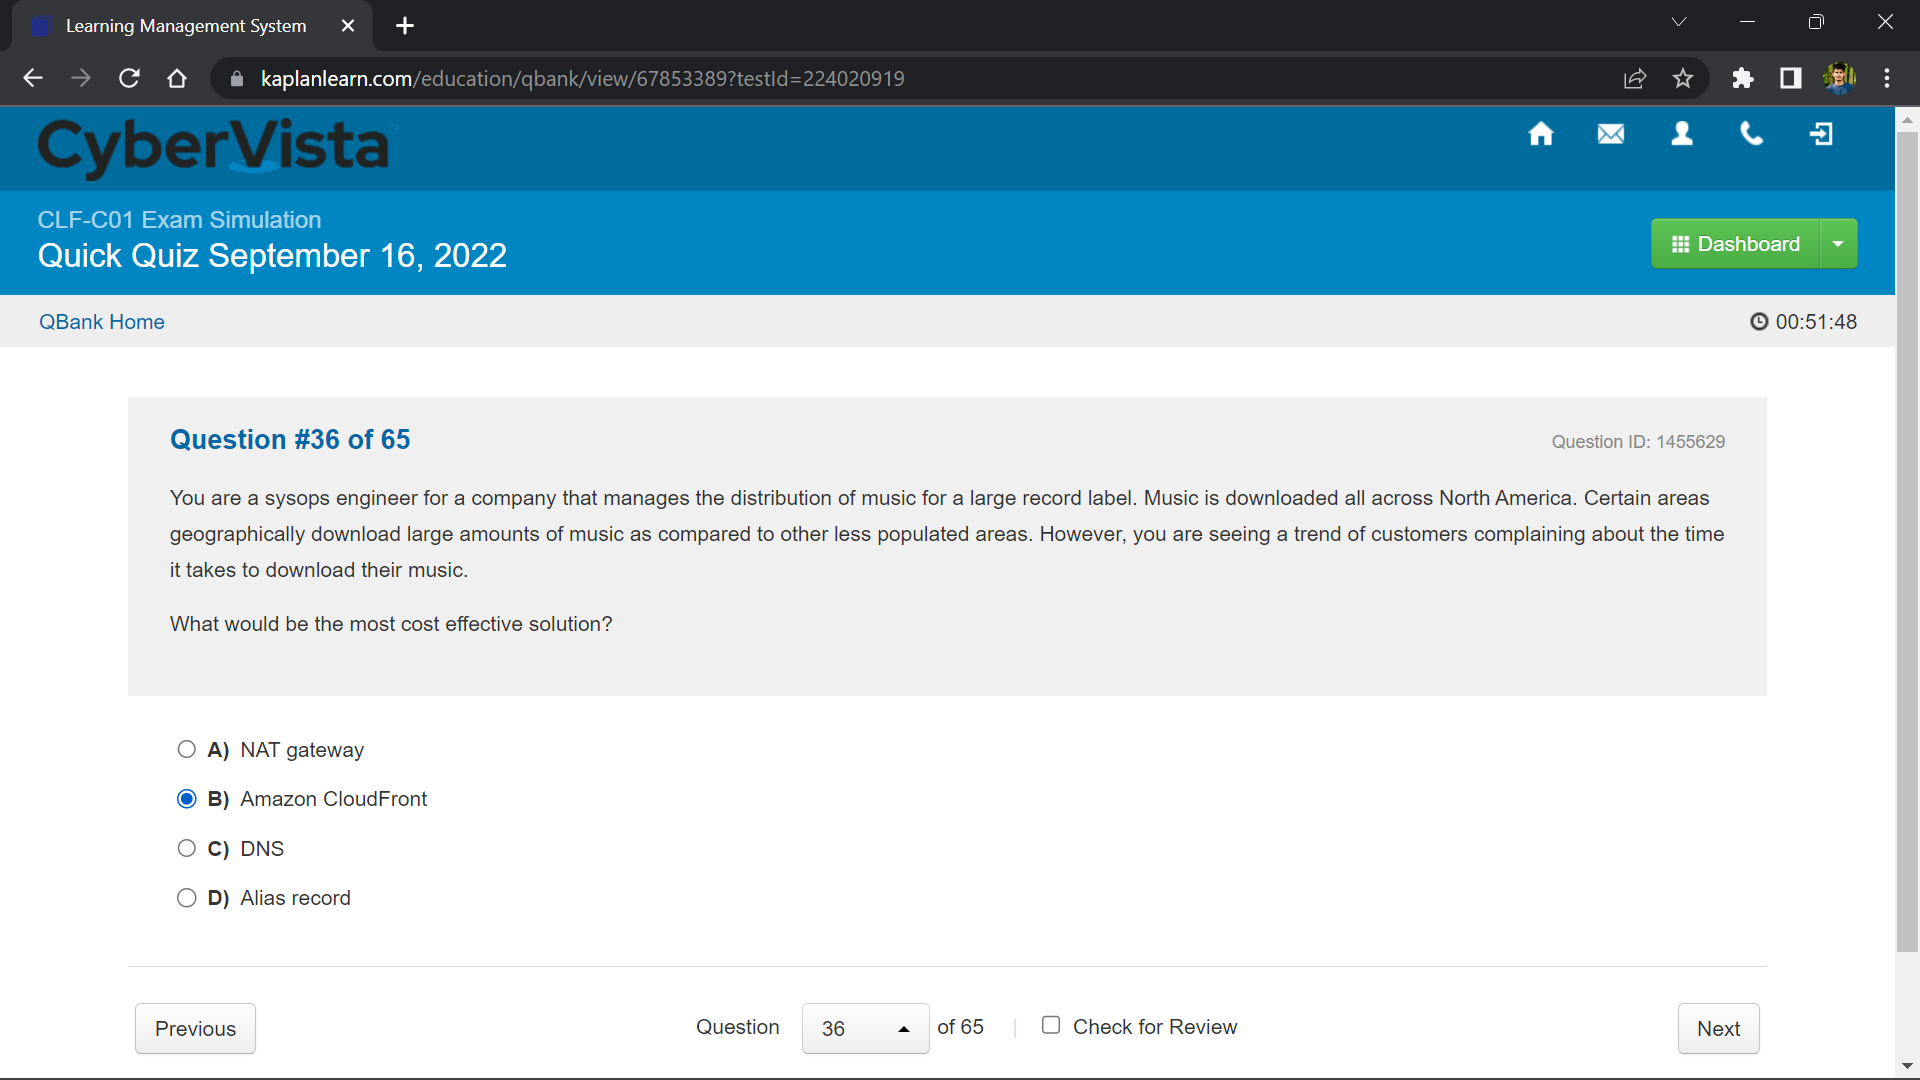 Learning Management System
kaplanlearn.com/education/qbank/view/67853389?testId=224020919
CyberVista
CLF-C01 Exam Simulation
Quick Quiz September 16, 2022
Dashboard
QBank Home
00:51:48
Question #36 of 65
Question ID: 1455629
You are a sysops engineer for a company that manages the distribution of music for a large record label. Music is downloaded all across North America. Certain areas
geographically download large amounts of music as compared to other less populated areas. However, you are seeing a trend of customers complaining about the time
it takes to download their music.
What would be the most cost effective solution?
A) NAT gateway
B) Amazon CloudFront
C) DNS
D) Alias record
Previous
Question 36 of 65 | Check for Review
Next